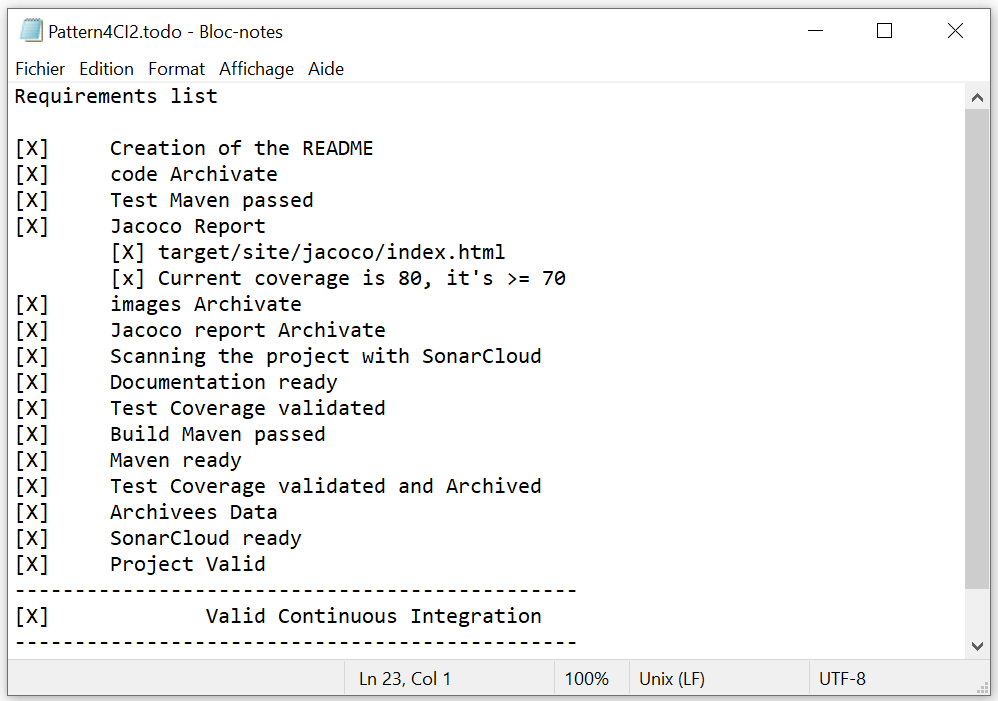 Pattern4CI2.todo - Bloc-notes
Fichier Edition Format Affichage Aide
Requirements list
[X] Creation of the README
[X] code Archivate
[X] Test Maven passed
[X] Jacoco Report
[X] target/site/jacoco/index.html
[x] Current coverage is 80, it's >= 70
[X] images Archivate
[X] Jacoco report Archivate
[X] Scanning the project with SonarCloud
[X] Documentation ready
[X] Test Coverage validated
[X] Build Maven passed
[X] Maven ready
[X] Test Coverage validated and Archived
[X] Archivees Data
[X] SonarCloud ready
[X] Project Valid
-----------------------------------------------
[X] Valid Continuous Integration
-----------------------------------------------
Ln 23, Col 1 100% Unix (LF) UTF-8